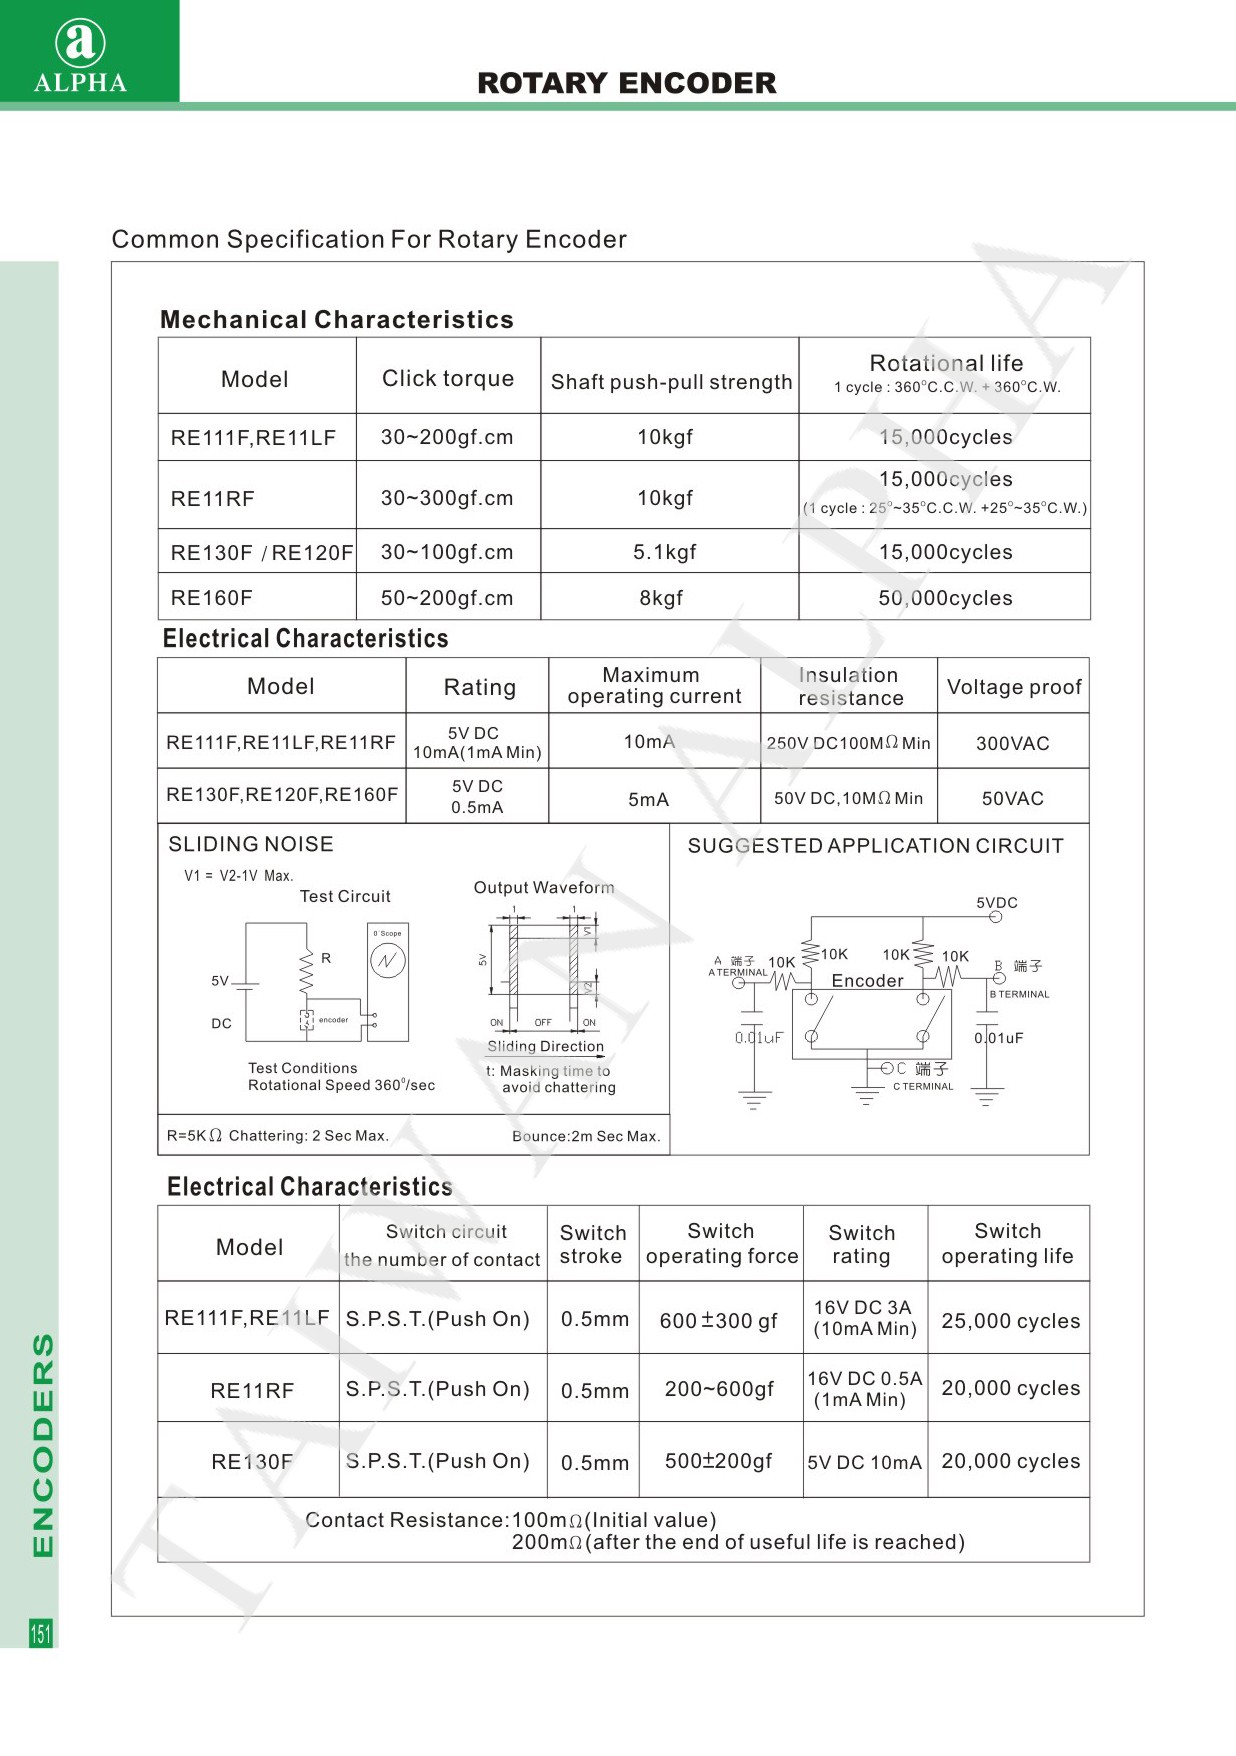 a
ALPHA
ROTARY ENCODER
Common Specification For Rotary Encoder
Mechanical Characteristics
Model Click torque Shaft push-pull strength Rotational life
1 cycle : 360°C.C.W. + 360°C.W.
RE111F,RE11LF 30~200gf.cm 10kgf 15,000cycles
RE11RF 30~300gf.cm 10kgf 15,000cycles
(1 cycle : 25°~35°C.C.W. +25°~35°C.W.)
RE130F / RE120F 30~100gf.cm 5.1kgf 15,000cycles
RE160F 50~200gf.cm 8kgf 50,000cycles
Electrical Characteristics
Model Rating Maximum operating current Insulation resistance Voltage proof
RE111F,RE11LF,RE11RF 5V DC 10mA(1mA Min) 10mA 250V DC100MΩ Min 300VAC
RE130F,RE120F,RE160F 5V DC 0.5mA 5mA 50V DC,10MΩ Min 50VAC
SLIDING NOISE
V1 = V2-1V Max.
Test Circuit
0 Scope
R
5V
DC
encoder
Test Conditions
Rotational Speed 360°/sec
Output Waveform
1 1
5V
V1
V2
ON OFF ON
Sliding Direction
t: Masking time to
avoid chattering
R=5KΩ Chattering: 2 Sec Max. Bounce:2m Sec Max.
SUGGESTED APPLICATION CIRCUIT
5VDC
10K 10K
A 端子 10K 10K B 端子
A TERMINAL
Encoder
B TERMINAL
0.01uF 0.01uF
C 端子
C TERMINAL
Electrical Characteristics
Model Switch circuit the number of contact Switch stroke Switch operating force Switch rating Switch operating life
RE111F,RE11LF S.P.S.T.(Push On) 0.5mm 600±300 gf 16V DC 3A (10mA Min) 25,000 cycles
RE11RF S.P.S.T.(Push On) 0.5mm 200~600gf 16V DC 0.5A (1mA Min) 20,000 cycles
RE130F S.P.S.T.(Push On) 0.5mm 500±200gf 5V DC 10mA 20,000 cycles
Contact Resistance:100mΩ(Initial value)
200mΩ(after the end of useful life is reached)
ENCODERS
151
TAIWAN ALPHA